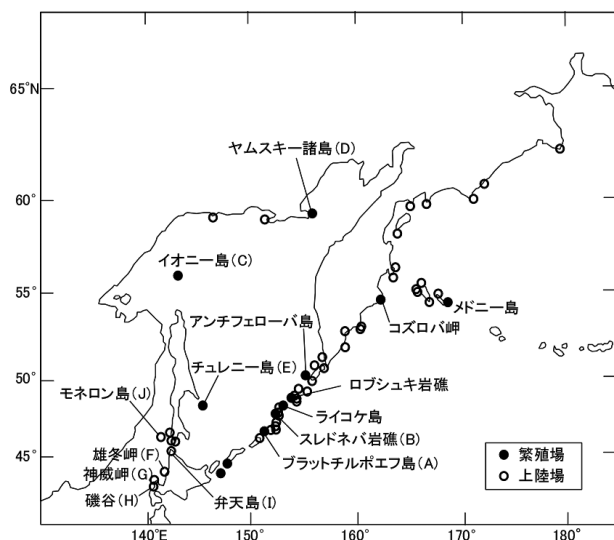 65°N
ヤムスキー諸島(D)
60°
イオニー島(C)
55°
メドニー島
アンチフェローバ島
コズロバ岬
チュレニー島(E)
50°
ロブシュキ岩礁
モネロン島(J)
ライコケ島
スレドネバ岩礁(B)
雄冬岬(F)
45°
ブラットチルポエフ島(A)
神威岬(G)
磯谷(H)
弁天島(I)
繁殖場
上陸場
140°E
150°
160°
170°
180°